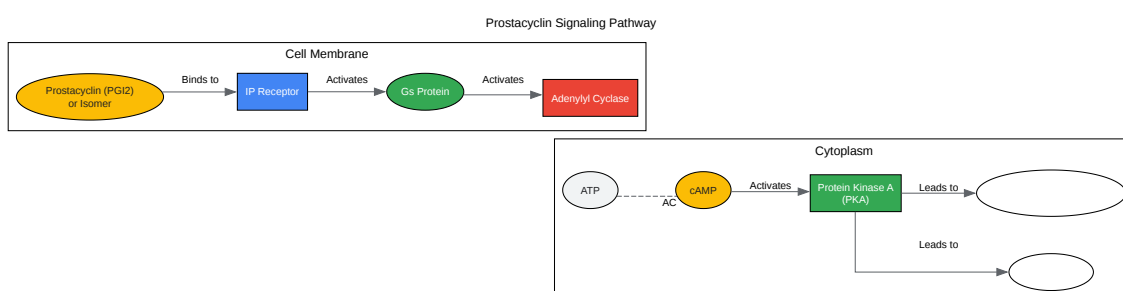 Prostacyclin Signaling Pathway
Cell Membrane
Prostacyclin (PGI2)
or Isomer
Binds to
IP Receptor
Activates
Gs Protein
Activates
Adenylyl Cyclase
Cytoplasm
ATP
AC
cAMP
Activates
Protein Kinase A
(PKA)
Leads to
Leads to